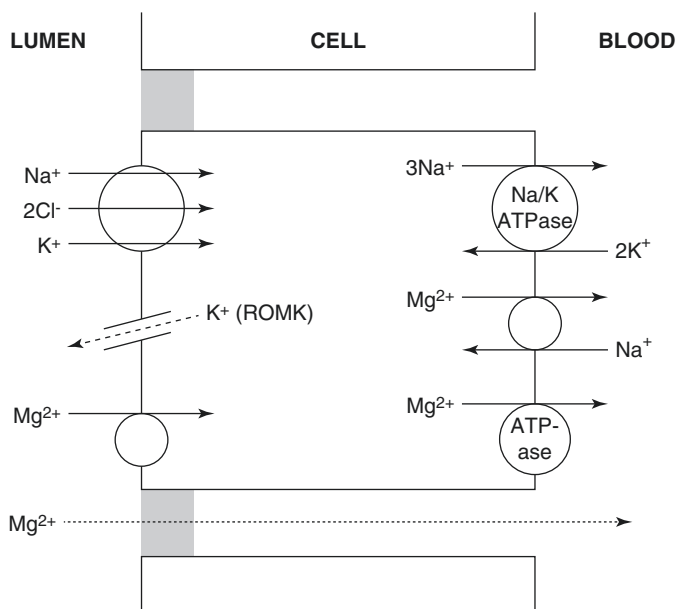 LUMEN
CELL
BLOOD
Na⁺
2Cl⁻
K⁺
K⁺ (ROMK)
Mg²⁺
Mg²⁺
3Na⁺
Na/K
ATPase
2K⁺
Mg²⁺
Na⁺
Mg²⁺
ATP-
ase